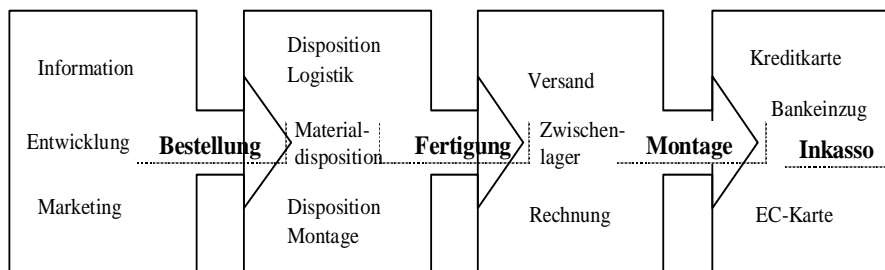 Information
Entwicklung
Marketing
Bestellung
Disposition
Logistik
Material-
disposition
Disposition
Montage
Fertigung
Versand
Zwischen-
lager
Rechnung
Montage
Kreditkarte
Bankeinzug
Inkasso
EC-Karte